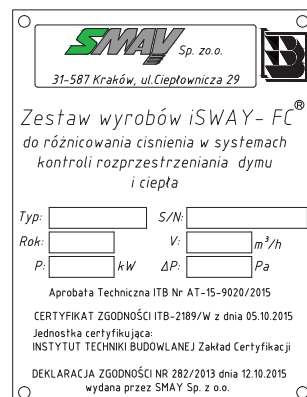 SMAY Sp. zo.o.
31-587 Kraków, ul.Ciepłownicza 29
B
Zestaw wyrobów iSWAY- FC®
do różnicowania cisnienia w systemach
kontroli rozprzestrzeniania dymu
i ciepła
Typ: S/N:
Rok: V: m³/h
P: kW ΔP: Pa
Aprobata Techniczna ITB Nr AT-15-9020/2015
CERTYFIKAT ZGODNOŚCI ITB-2189/W z dnia 05.10.2015
Jednostka certyfikująca:
INSTYTUT TECHNIKI BUDOWLANEJ Zakład Certyfikacji
DEKLARACJA ZGODNOŚCI NR 282/2013 dnia 12.10.2015
wydana przez SMAY Sp. z o.o.